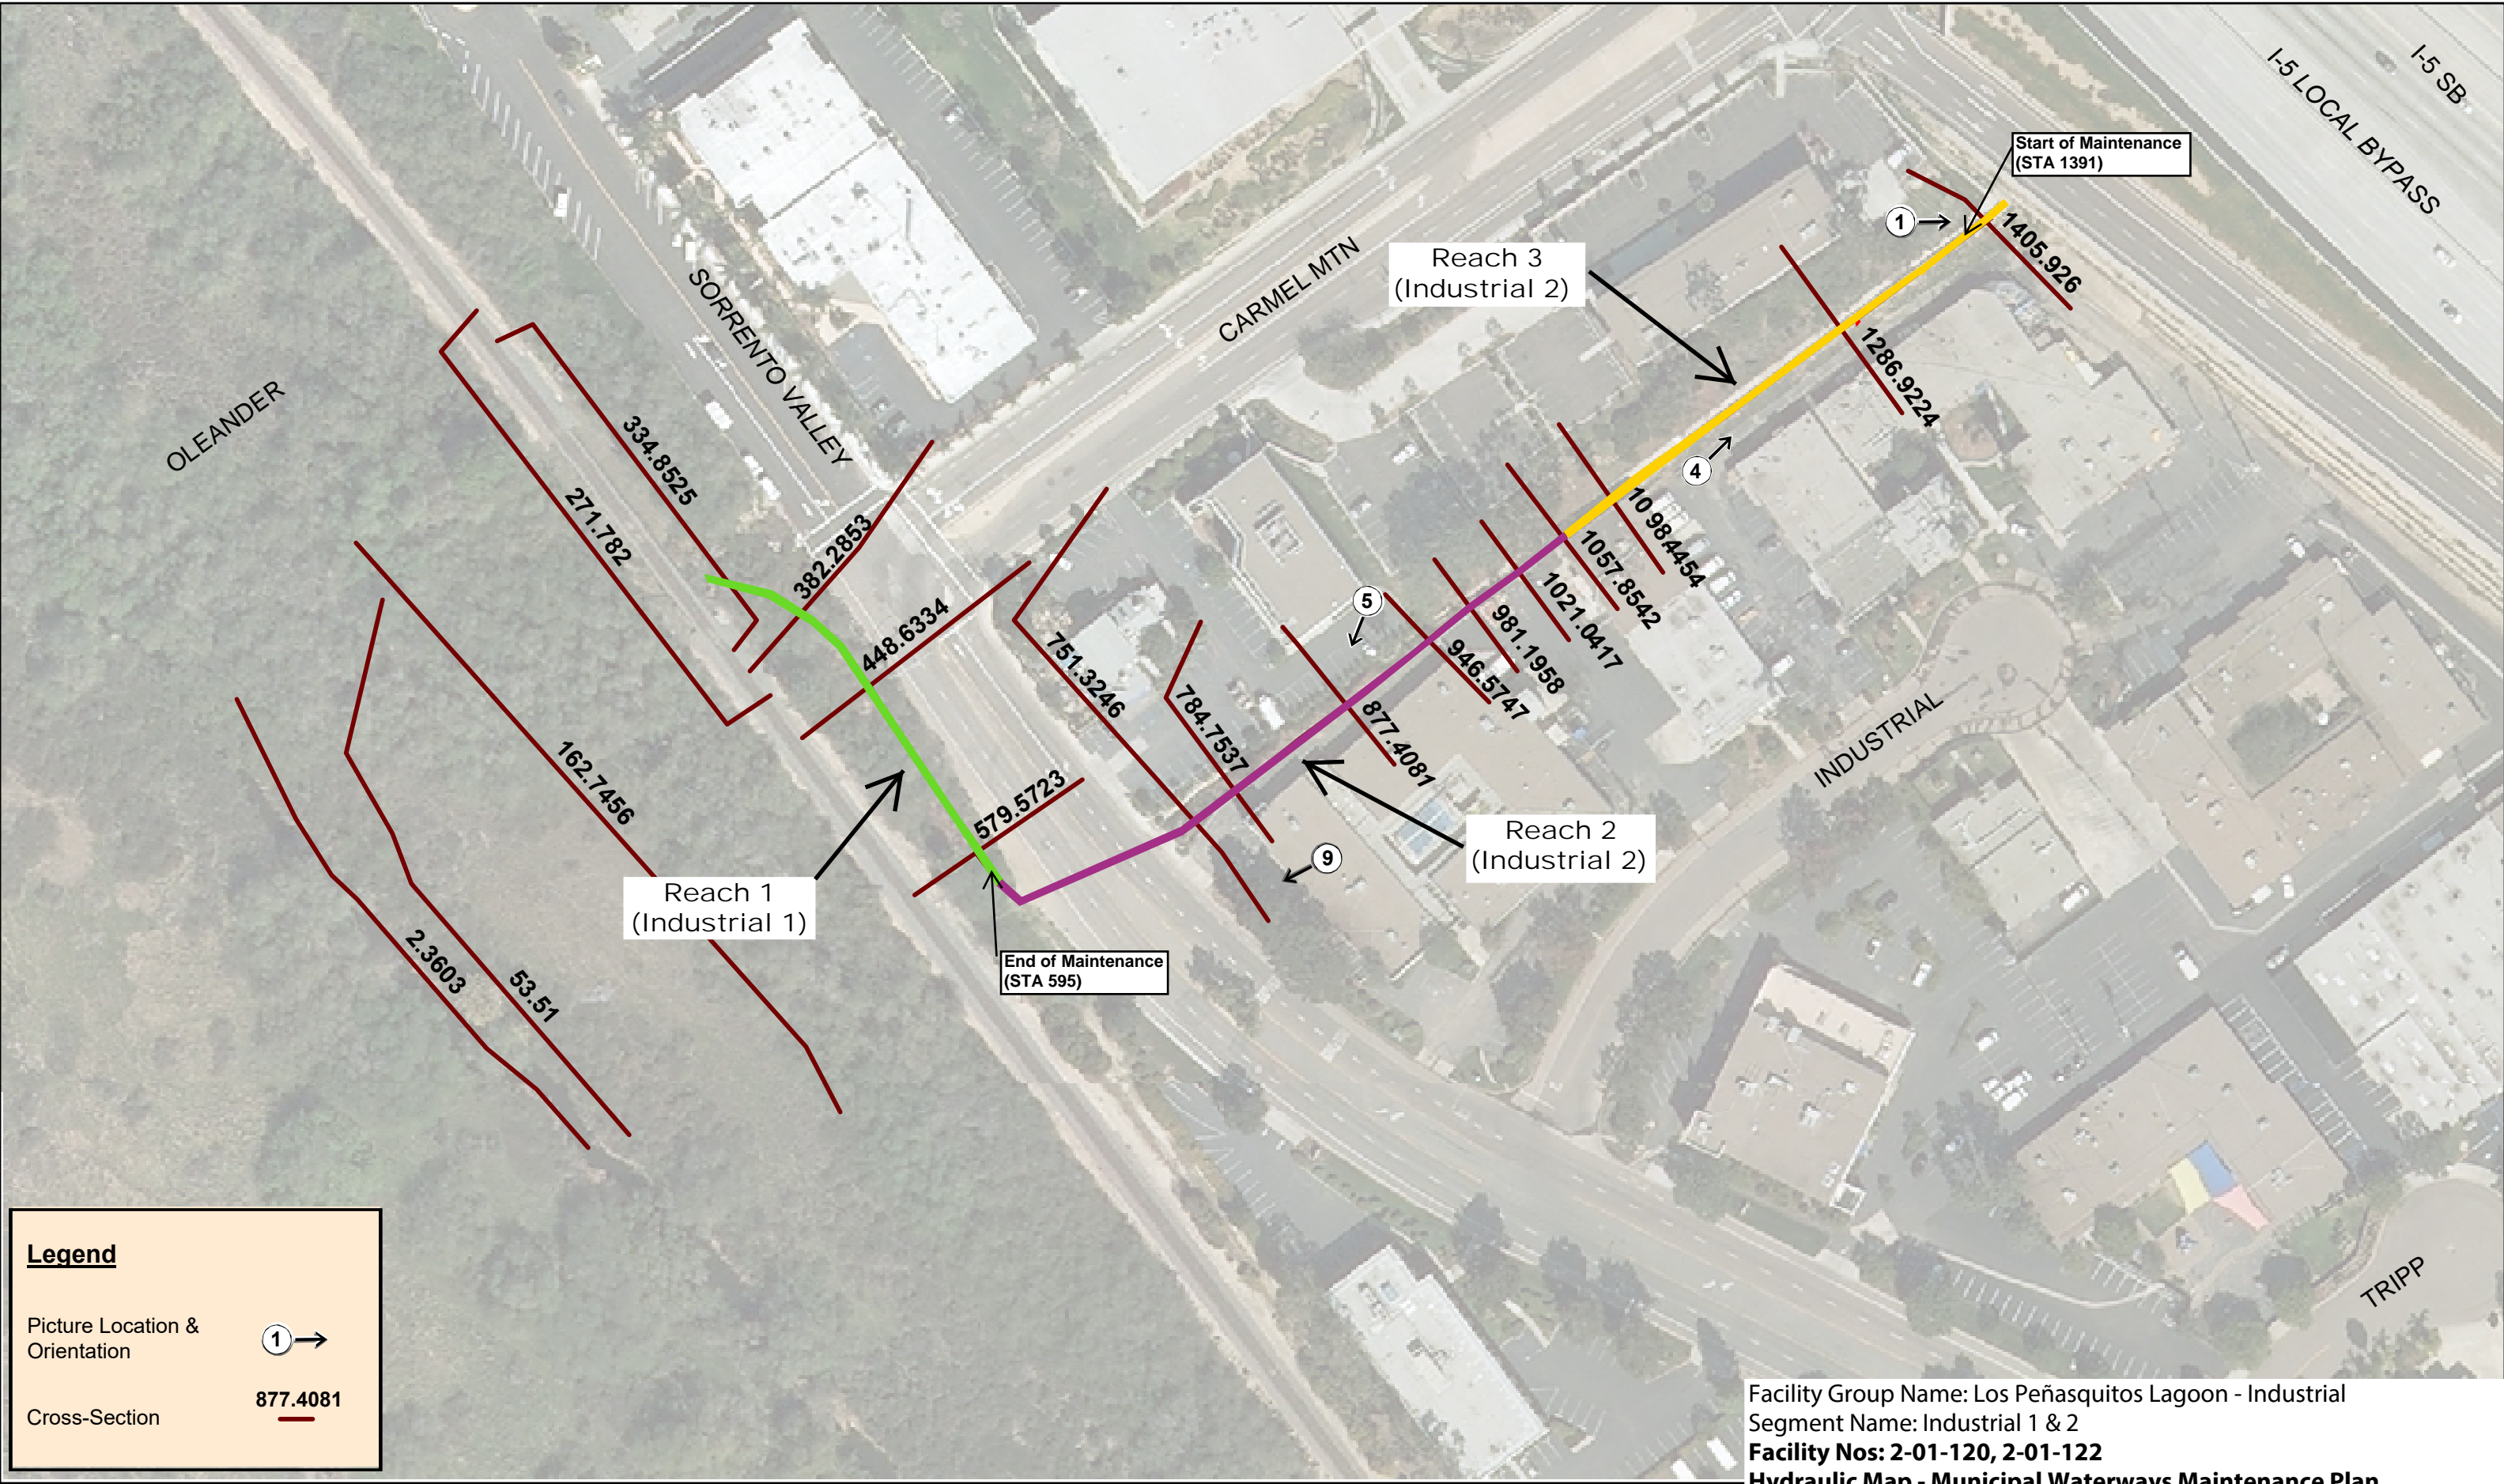 I-5 SB
I-5 LOCAL BYPASS
Start of Maintenance
(STA 1391)
1
1405.926
Reach 3
(Industrial 2)
CARMEL MTN
SORRENTO VALLEY
OLEANDER
1286.9224
4
334.8525
271.782
382.2853
448.6334
1098.4454
1057.8542
1021.0417
981.1958
946.5747
5
751.3246
784.7537
877.4081
INDUSTRIAL
162.7456
579.5723
Reach 2
(Industrial 2)
9
Reach 1
(Industrial 1)
End of Maintenance
(STA 595)
2.3603
53.51
TRIPP
Legend
Picture Location &
Orientation
1
877.4081
Cross-Section
Facility Group Name: Los Peñasquitos Lagoon - Industrial
Segment Name: Industrial 1 & 2
Facility Nos: 2-01-120, 2-01-122
Hydraulic Map - Municipal Waterways Maintenance Plan